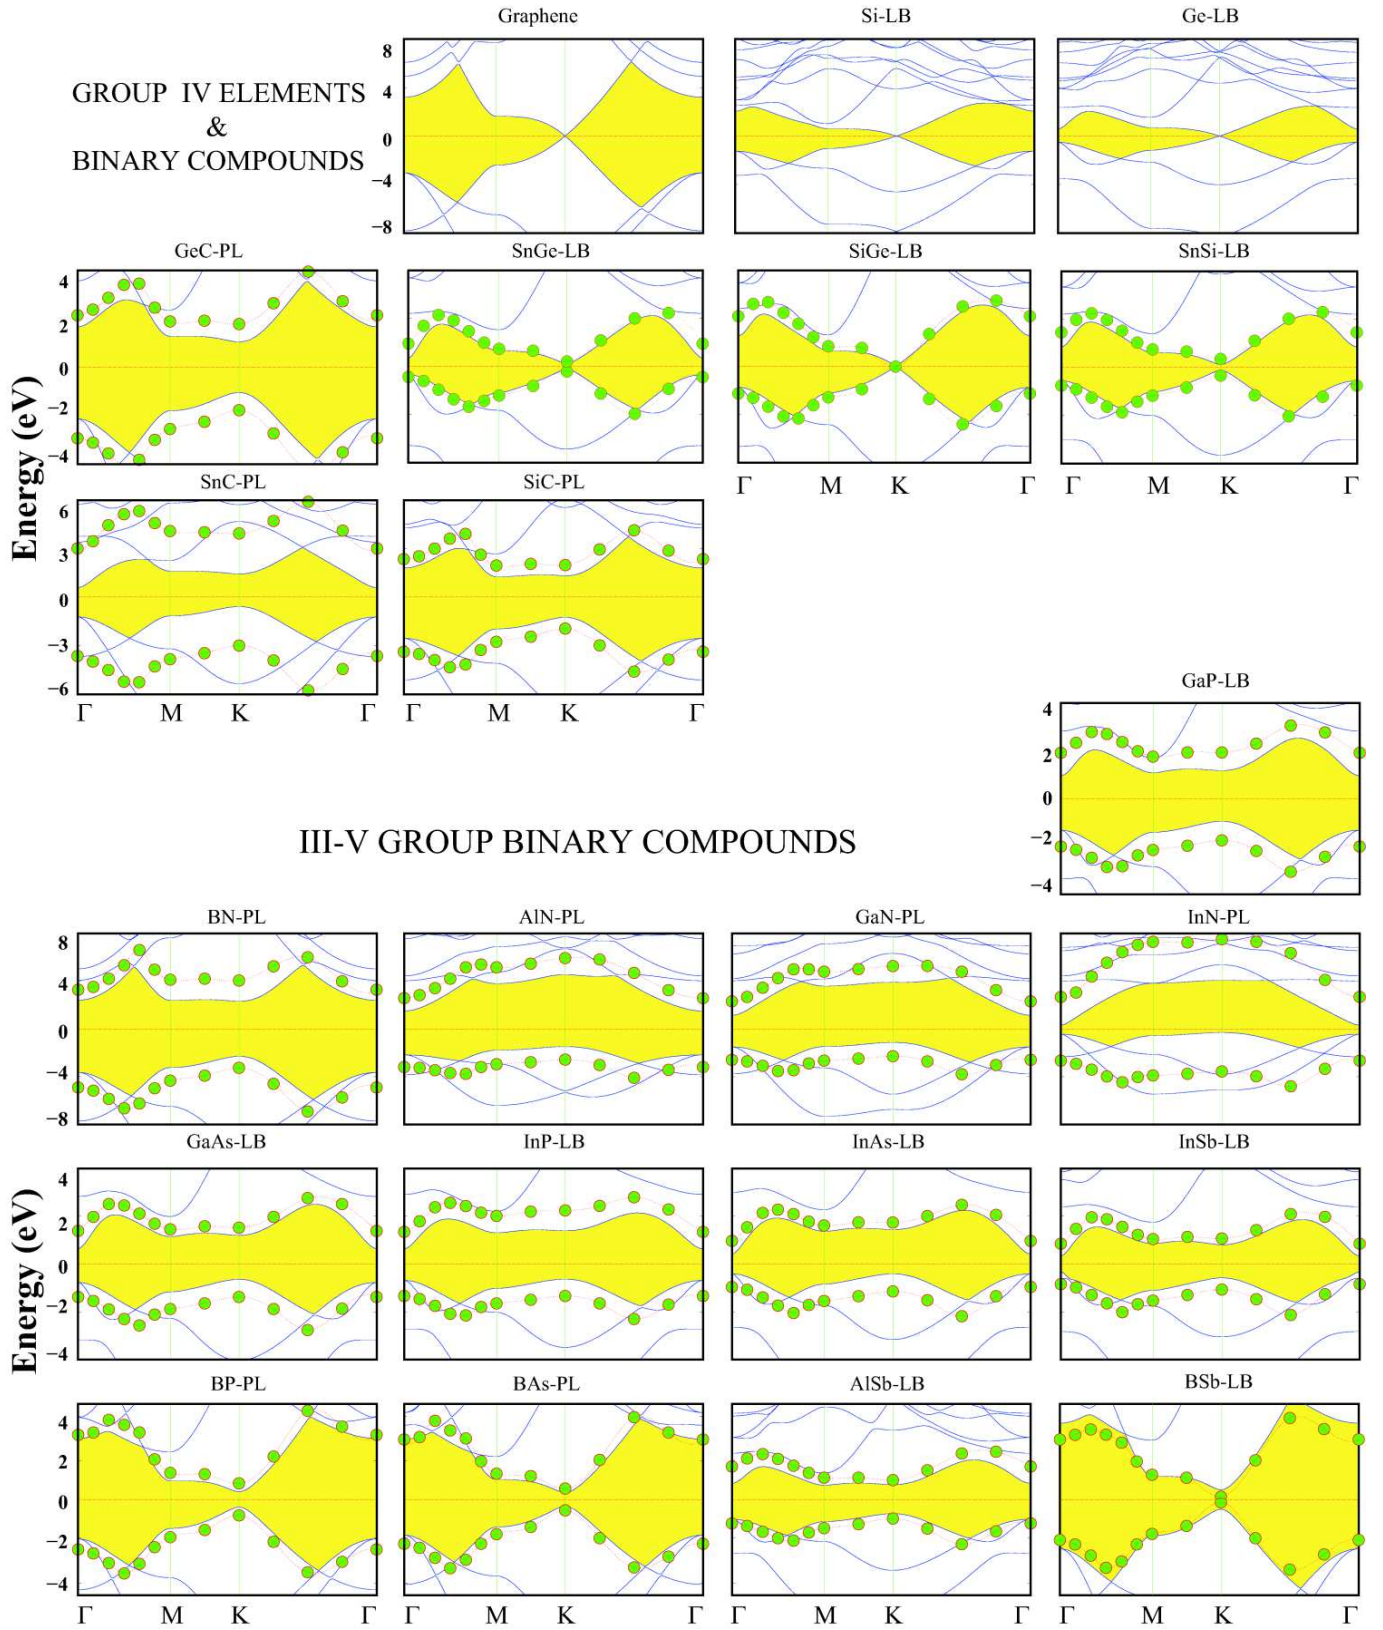 Graphene Si-LB Ge-LB
GROUP IV ELEMENTS
&
BINARY COMPOUNDS
8
4
0
−4
−8
GeC-PL SnGe-LB SiGe-LB SnSi-LB
4
2
0
−2
−4
Γ M K Γ Γ M K Γ
SnC-PL SiC-PL
6
3
0
−3
−6
Γ M K Γ Γ M K Γ
Energy (eV)
GaP-LB
4
2
0
−2
−4
III-V GROUP BINARY COMPOUNDS
BN-PL AlN-PL GaN-PL InN-PL
8
4
0
−4
−8
GaAs-LB InP-LB InAs-LB InSb-LB
4
2
0
−2
−4
Energy (eV)
BP-PL BAs-PL AlSb-LB BSb-LB
4
2
0
−2
−4
Γ M K Γ Γ M K Γ Γ M K Γ Γ M K Γ